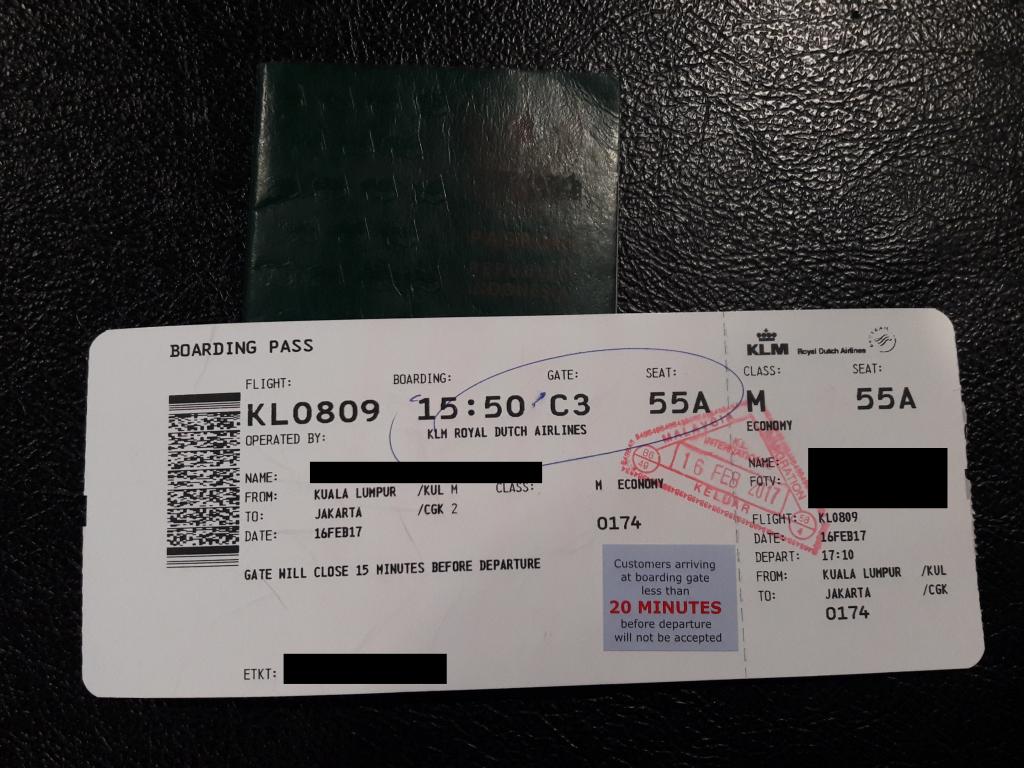 BOARDING PASS
FLIGHT: BOARDING: GATE: SEAT:
KL0809 15:50 C3 55A
OPERATED BY: KLM ROYAL DUTCH AIRLINES
NAME:
FROM: KUALA LUMPUR /KUL M CLASS: M ECONOMY
TO: JAKARTA /CGK 2
DATE: 16FEB17
0174
GATE WILL CLOSE 15 MINUTES BEFORE DEPARTURE
Customers arriving
at boarding gate
less than
20 MINUTES
before departure
will not be accepted
ETKT:
KLM Royal Dutch Airlines
CLASS: SEAT:
M 55A
ECONOMY
NAME:
FQTV:
FLIGHT: KL0809
DATE: 16FEB17
DEPART: 17:10
FROM: KUALA LUMPUR /KUL
TO: JAKARTA /CGK
0174
MALAYSIA
16 FEB 2017
KELUAR